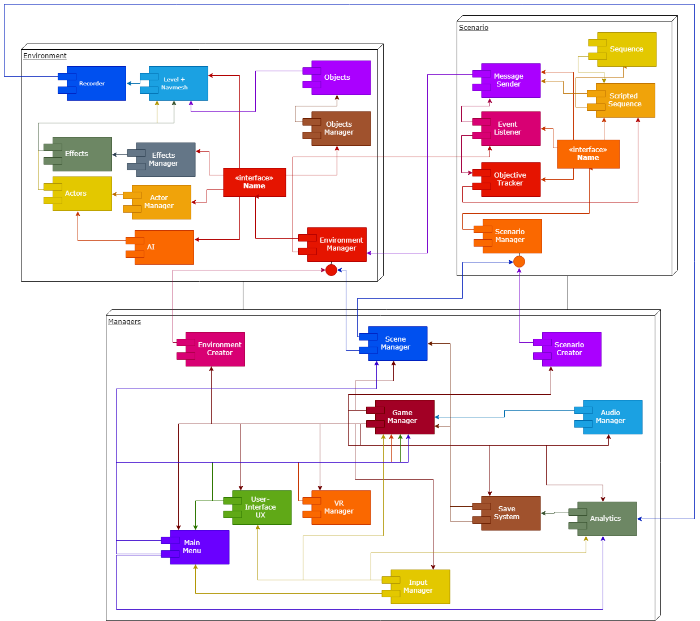 Environment
Recorder
Level +
Navmesh
Objects
Objects
Manager
Effects
Effects
Manager
Actors
Actor
Manager
AI
«interface»
Name
Environment
Manager
Scenario
Sequence
Message
Sender
Scripted
Sequence
Event
Listener
«interface»
Name
Objective
Tracker
Scenario
Manager
Managers
Environment
Creator
Scene
Manager
Scenario
Creator
Game
Manager
Audio
Manager
User-
Interface
UX
VR
Manager
Save
System
Analytics
Main
Menu
Input
Manager